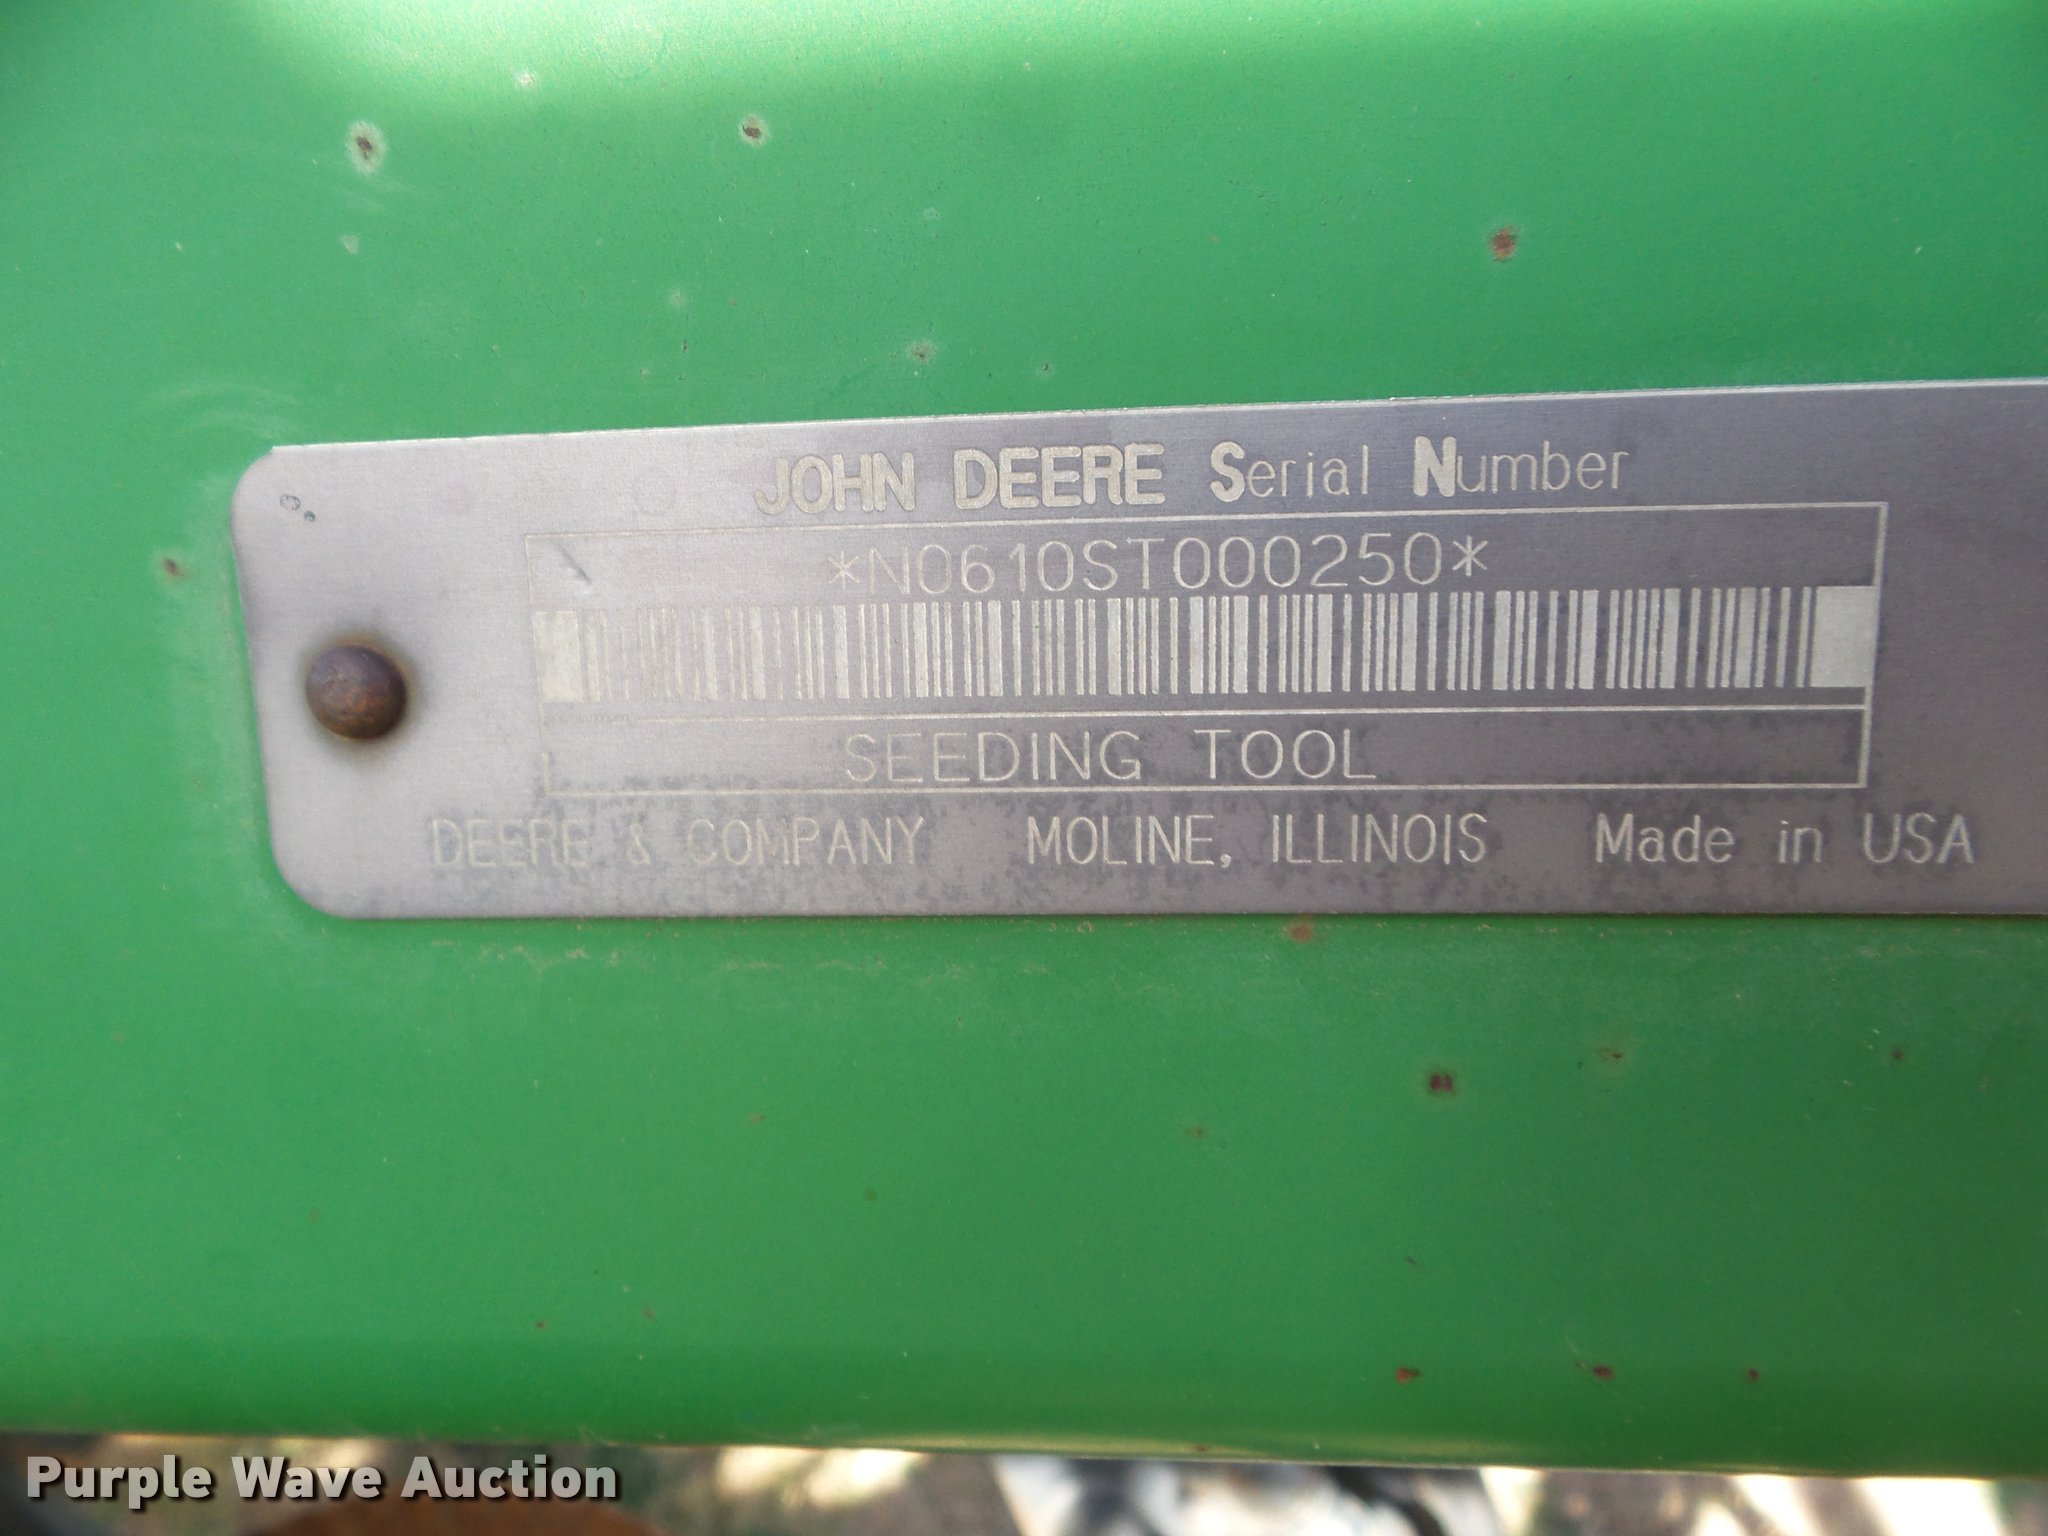 JOHN DEERE Serial Number
*N0610ST000250*
SEEDING TOOL
DEERE & COMPANY MOLINE, ILLINOIS Made in USA
Purple Wave Auction